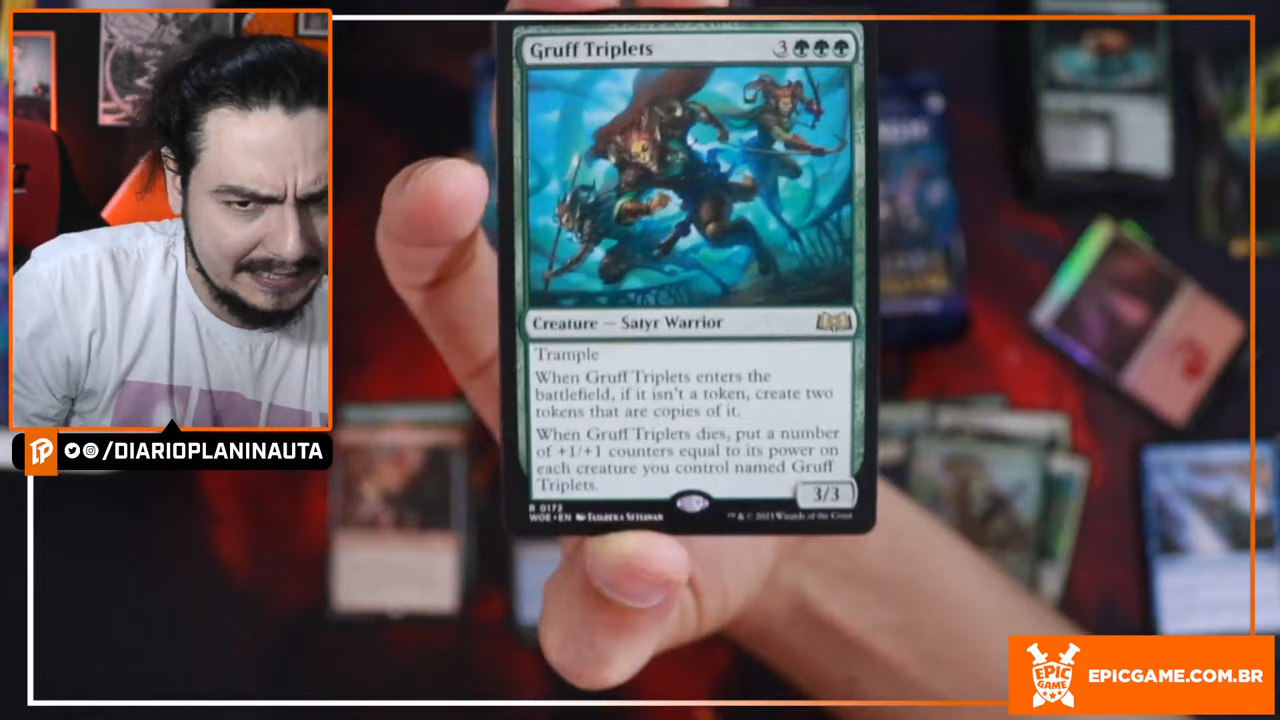 Gruff Triplets 3
Creature — Satyr Warrior
Trample
When Gruff Triplets enters the
battlefield, if it isn't a token, create two
tokens that are copies of it.
When Gruff Triplets dies, put a number
of +1/+1 counters equal to its power on
each creature you control named Gruff
Triplets.
3/3
R 0172
WOE • EN
™ & © 2023 Wizards of the Coast
/DIARIOPLANINAUTA
EPIC
GAME
EPICGAME.COM.BR